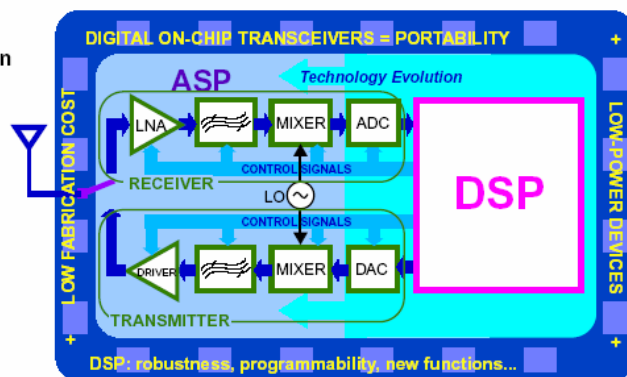 DIGITAL ON-CHIP TRANSCEIVERS = PORTABILITY +
n
ASP
Technology Evolution
LNA
MIXER
ADC
CONTROL SIGNALS
RECEIVER
LO
DSP
CONTROL SIGNALS
DRIVER
MIXER
DAC
TRANSMITTER
+ LOW FABRICATION COST
LOW-POWER DEVICES +
DSP: robustness, programmability, new functions...